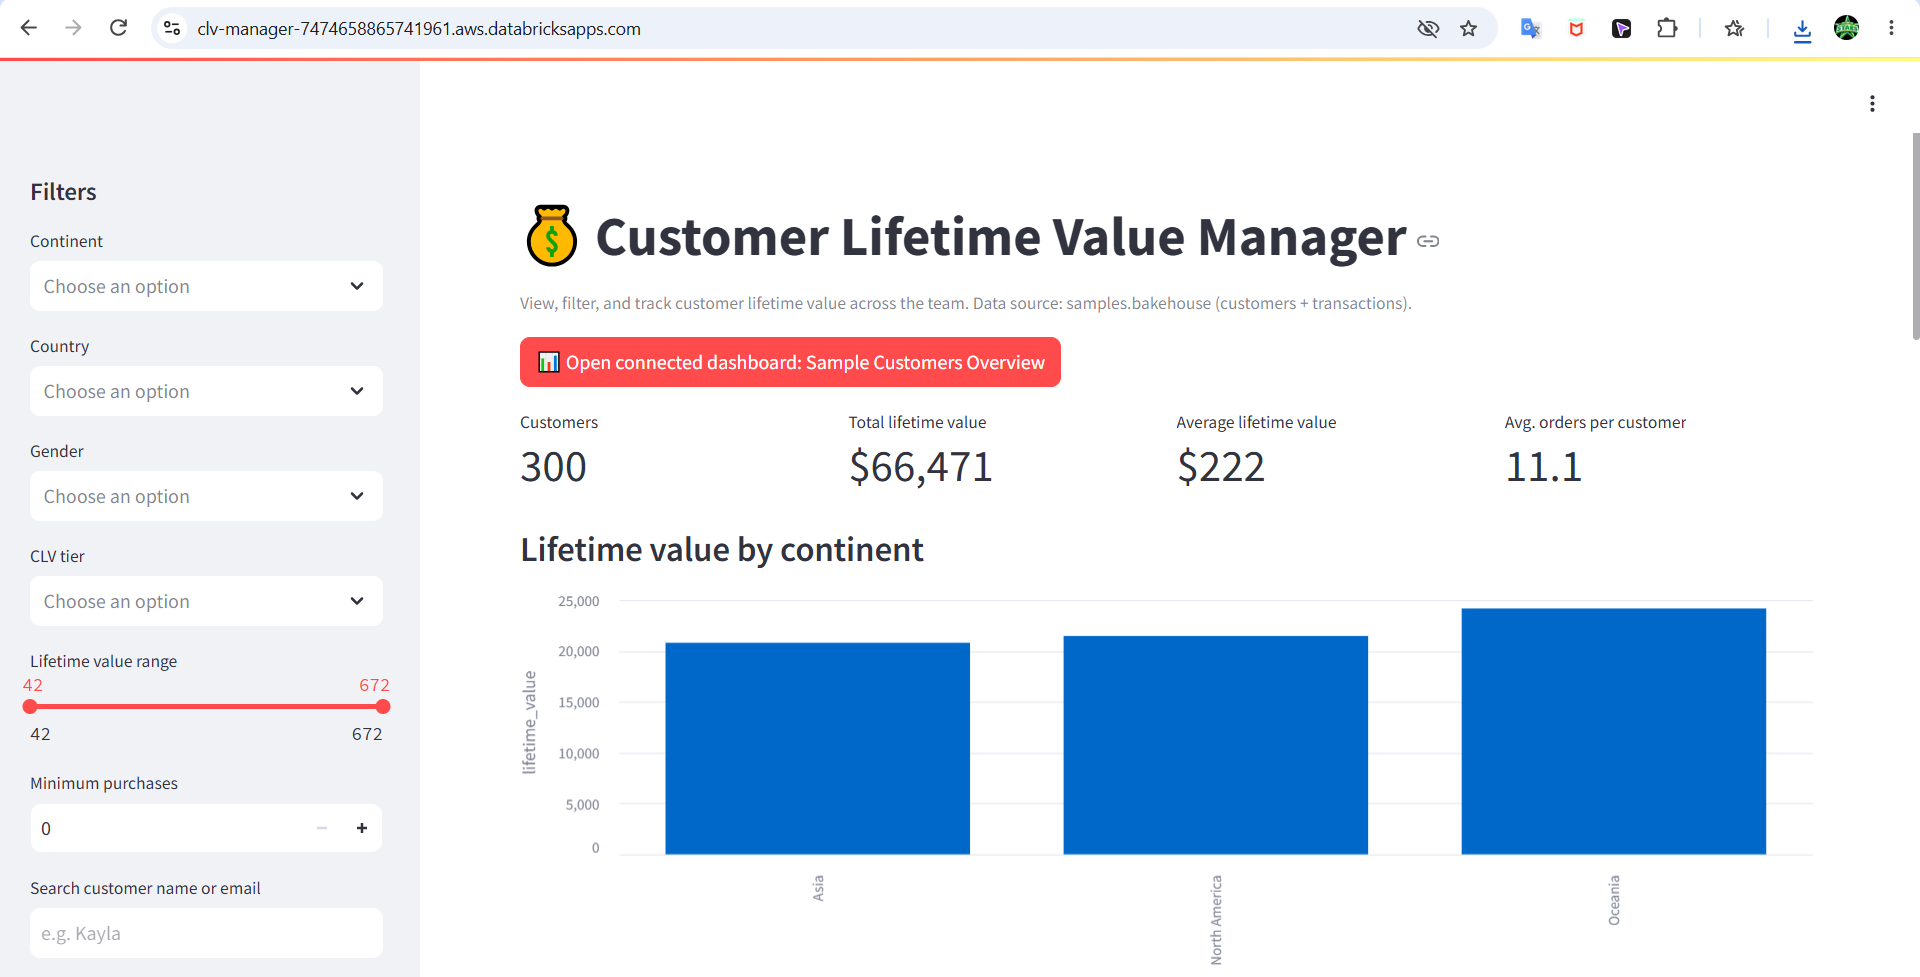 clv-manager-7474658865741961.aws.databricksapps.com
Filters
Continent
Choose an option
Country
Choose an option
Gender
Choose an option
CLV tier
Choose an option
Lifetime value range
42 672
42 672
Minimum purchases
0
Search customer name or email
e.g. Kayla
Customer Lifetime Value Manager
View, filter, and track customer lifetime value across the team. Data source: samples.bakehouse (customers + transactions).
Open connected dashboard: Sample Customers Overview
Customers Total lifetime value Average lifetime value Avg. orders per customer
300 $66,471 $222 11.1
Lifetime value by continent
lifetime_value
25,000
20,000
15,000
10,000
5,000
0
Asia North America Oceania